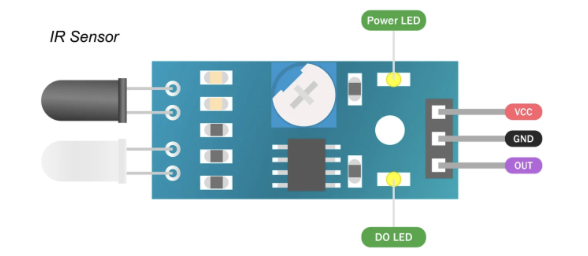 Power LED
IR Sensor
VCC
GND
OUT
DO LED